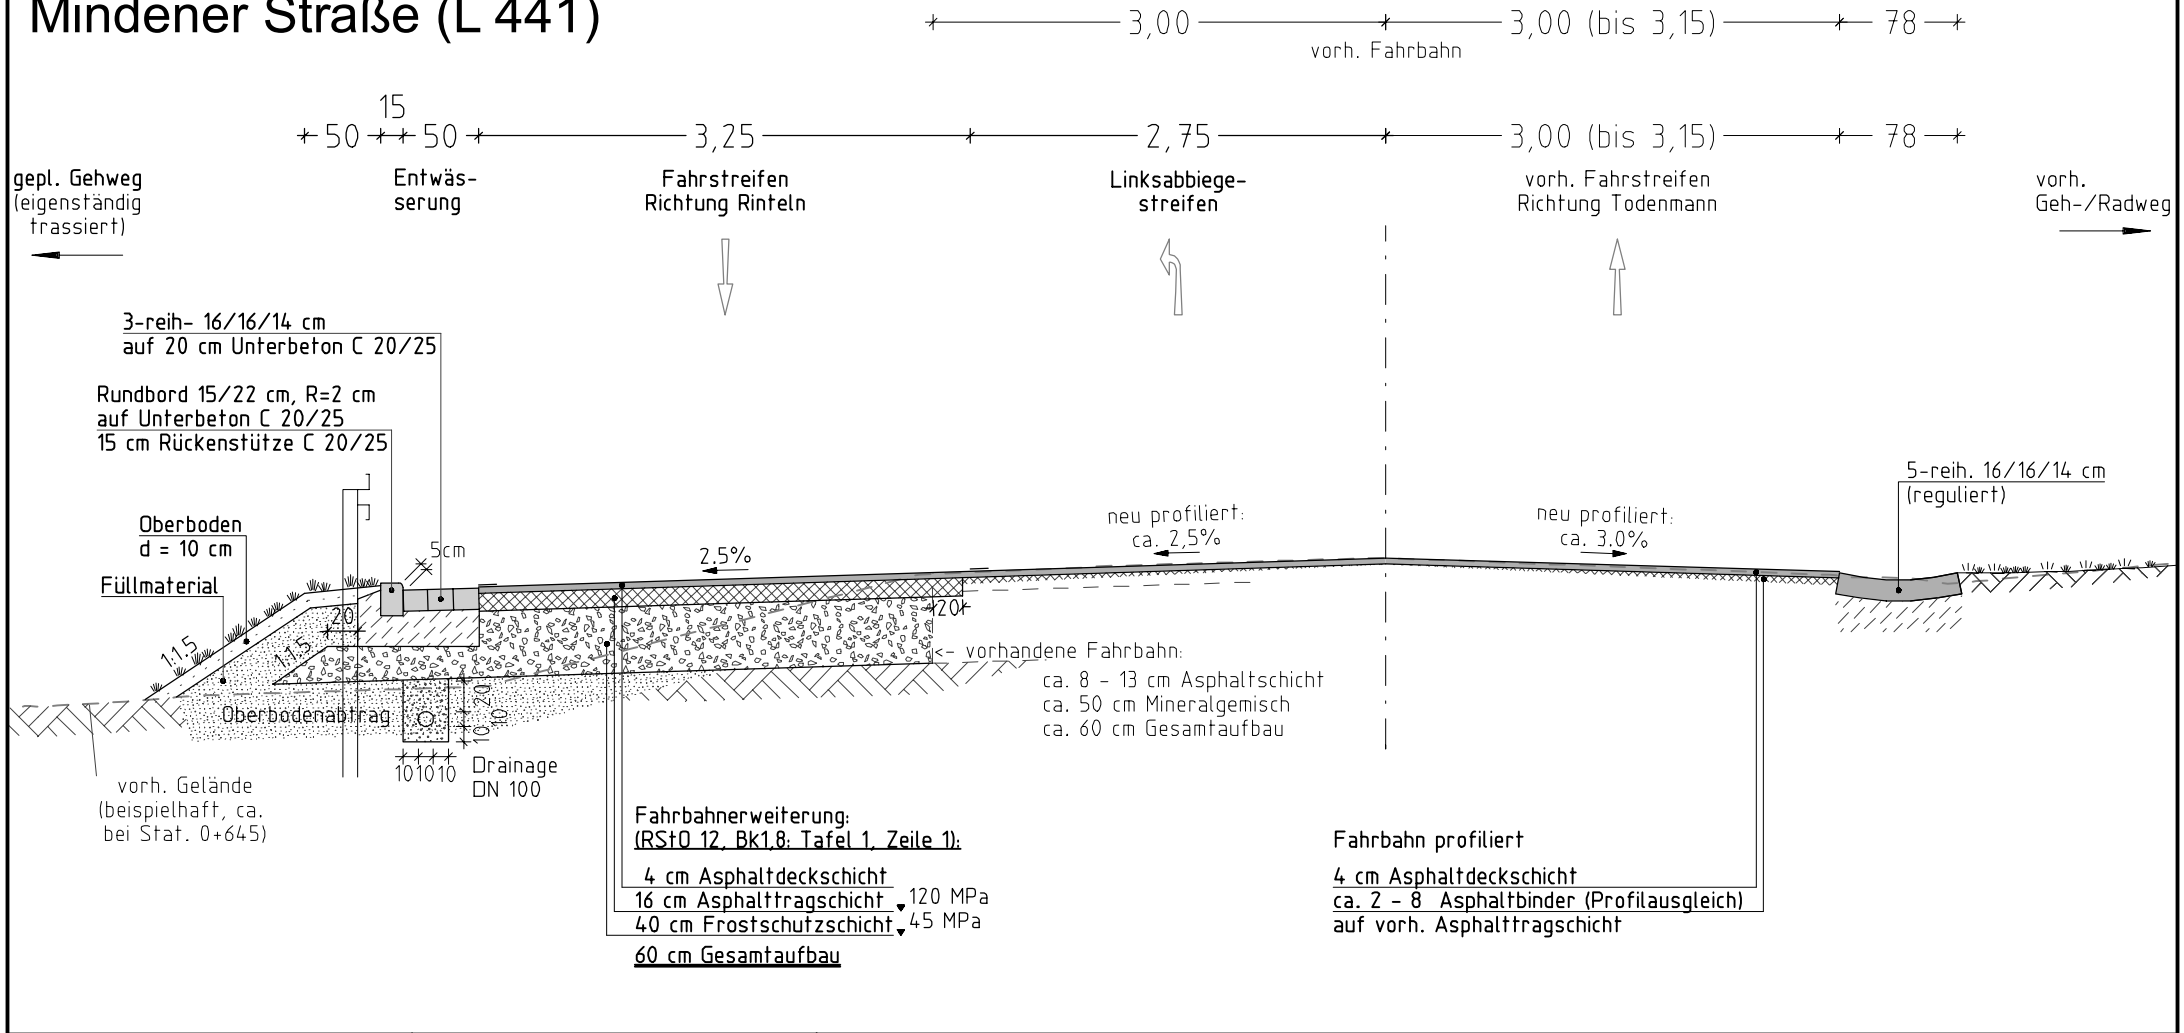 Mindener Straße (L 441)
3,00
3,00 (bis 3,15)
78
vorh. Fahrbahn
15
50
50
3,25
2,75
3,00 (bis 3,15)
78
gepl. Gehweg
(eigenständig
trassiert)
Entwäs-
serung
Fahrstreifen
Richtung Rinteln
Linksabbiege-
streifen
vorh. Fahrstreifen
Richtung Todenmann
vorh.
Geh-/Radweg
3-reih- 16/16/14 cm
auf 20 cm Unterbeton C 20/25
Rundbord 15/22 cm, R=2 cm
auf Unterbeton C 20/25
15 cm Rückenstütze C 20/25
5-reih. 16/16/14 cm
(reguliert)
Oberboden
d = 10 cm
Füllmaterial
5cm
2.5%
neu profiliert:
ca. 2,5%
neu profiliert:
ca. 3.0%
1:1.5
1:1.5
20
20
<- vorhandene Fahrbahn:
ca. 8 - 13 cm Asphaltschicht
ca. 50 cm Mineralgemisch
ca. 60 cm Gesamtaufbau
Oberbodenabtrag
20
10
10
10 10 10
Drainage
DN 100
vorh. Gelände
(beispielhaft, ca.
bei Stat. 0+645)
Fahrbahnerweiterung:
(RStO 12, Bk1,8: Tafel 1, Zeile 1):
4 cm Asphaltdeckschicht
16 cm Asphalttragschicht 120 MPa
40 cm Frostschutzschicht 45 MPa
60 cm Gesamtaufbau
Fahrbahn profiliert
4 cm Asphaltdeckschicht
ca. 2 - 8 Asphaltbinder (Profilausgleich)
auf vorh. Asphalttragschicht